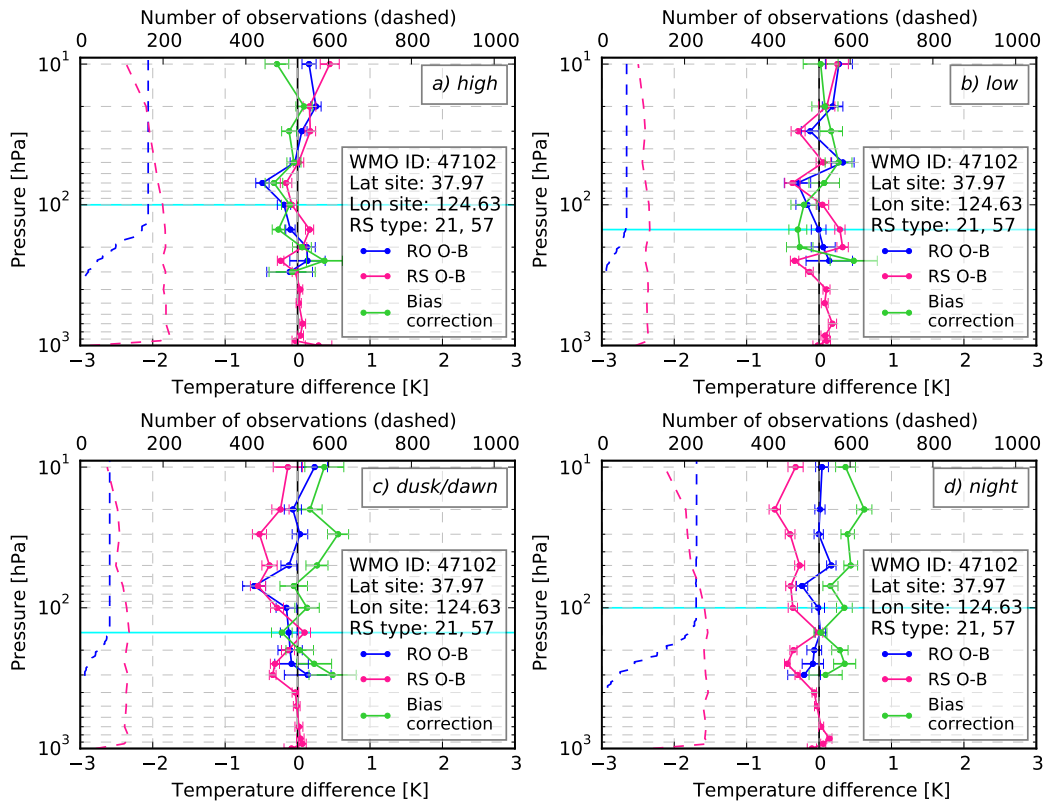 Number of observations (dashed)
0 200 400 600 800 1000
a) high
10¹
10²
10³
Pressure [hPa]
WMO ID: 47102
Lat site: 37.97
Lon site: 124.63
RS type: 21, 57
RO O-B
RS O-B
Bias
correction
−3 −2 −1 0 1 2 3
Temperature difference [K]
Number of observations (dashed)
0 200 400 600 800 1000
b) low
10¹
10²
10³
Pressure [hPa]
WMO ID: 47102
Lat site: 37.97
Lon site: 124.63
RS type: 21, 57
RO O-B
RS O-B
Bias
correction
−3 −2 −1 0 1 2 3
Temperature difference [K]
Number of observations (dashed)
0 200 400 600 800 1000
c) dusk/dawn
10¹
10²
10³
Pressure [hPa]
WMO ID: 47102
Lat site: 37.97
Lon site: 124.63
RS type: 21, 57
RO O-B
RS O-B
Bias
correction
−3 −2 −1 0 1 2 3
Temperature difference [K]
Number of observations (dashed)
0 200 400 600 800 1000
d) night
10¹
10²
10³
Pressure [hPa]
WMO ID: 47102
Lat site: 37.97
Lon site: 124.63
RS type: 21, 57
RO O-B
RS O-B
Bias
correction
−3 −2 −1 0 1 2 3
Temperature difference [K]